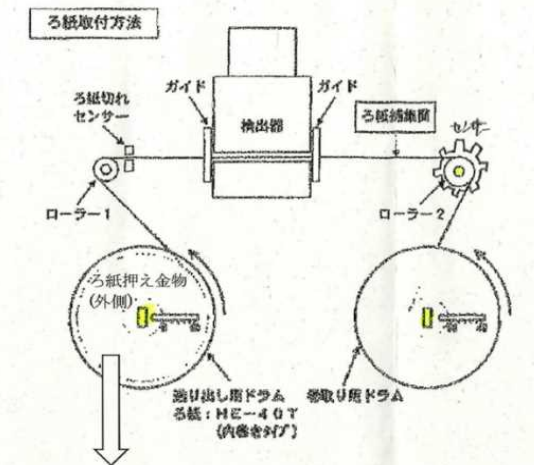 ろ紙取付方法
ガイド
ガイド
ろ紙切れ
センサー
検出器
ろ紙捕集面
センサー
ローラー1
ローラー2
ろ紙押え金物
(外側)
送り出し用ドラム
ろ紙:HE-40T
(内巻きタイプ)
巻取り用ドラム